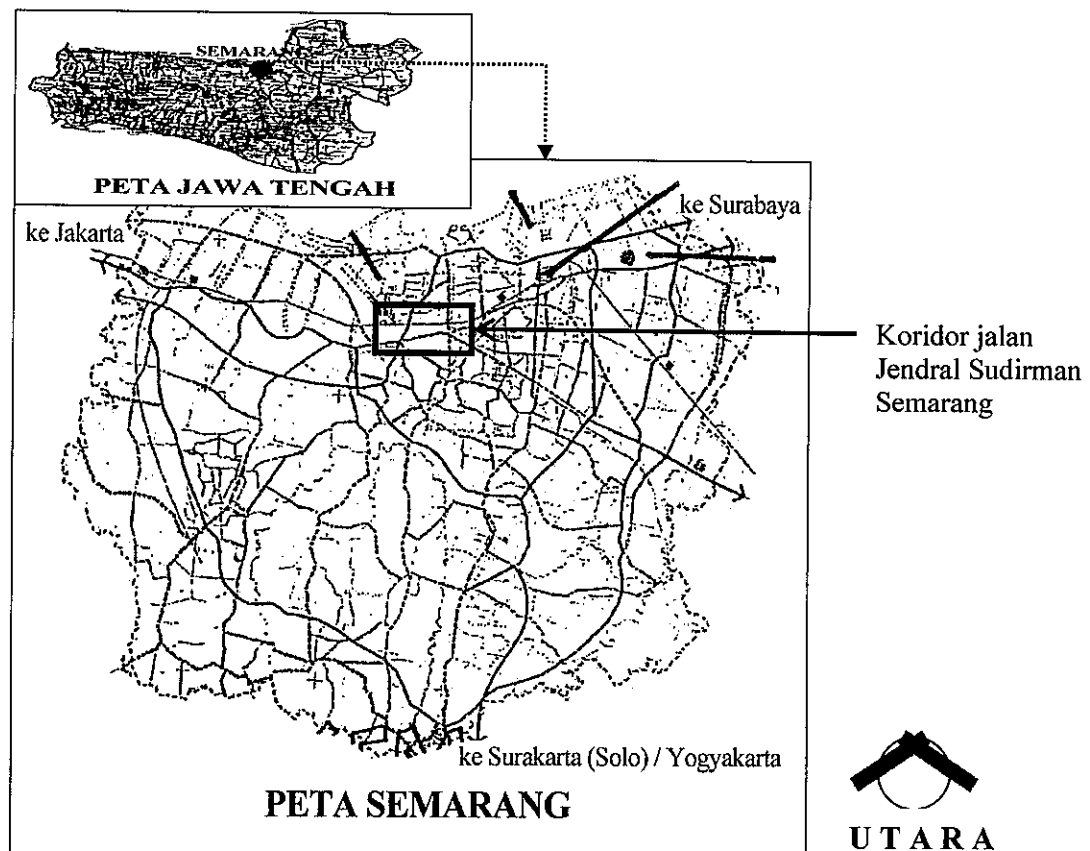 SEMARANG
PETA JAWA TENGAH
ke Jakarta
ke Surabaya
Koridor jalan
Jendral Sudirman
Semarang
ke Surakarta (Solo) / Yogyakarta
PETA SEMARANG
UTARA